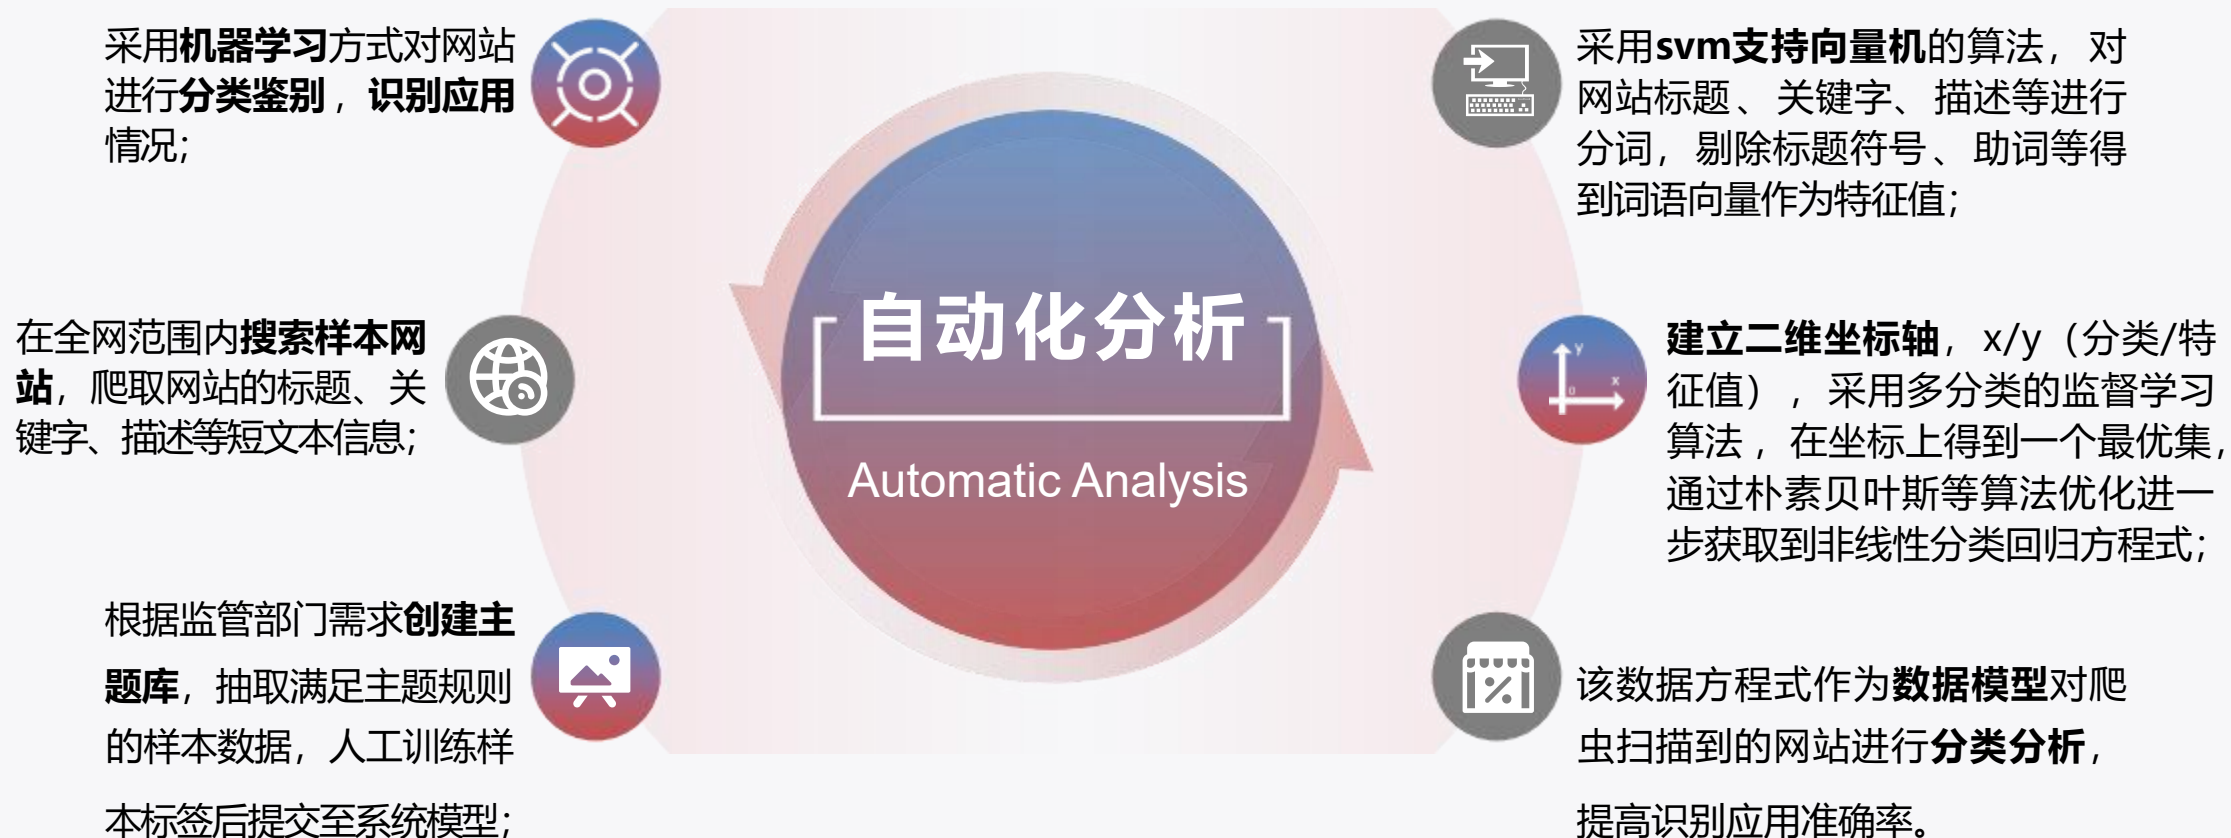 采用机器学习方式对网站
进行分类鉴别，识别应用
情况；
在全网范围内搜索样本网
站，爬取网站的标题、关
键字、描述等短文本信息；
根据监管部门需求创建主
题库，抽取满足主题规则
的样本数据，人工训练样
本标签后提交至系统模型；
自动化分析
Automatic Analysis
采用svm支持向量机的算法，对
网站标题、关键字、描述等进行
分词，剔除标题符号、助词等得
到词语向量作为特征值；
y
0
x
建立二维坐标轴，x/y（分类/特
征值），采用多分类的监督学习
算法，在坐标上得到一个最优集，
通过朴素贝叶斯等算法优化进一
步获取到非线性分类回归方程式；
该数据方程式作为数据模型对爬
虫扫描到的网站进行分类分析，
提高识别应用准确率。